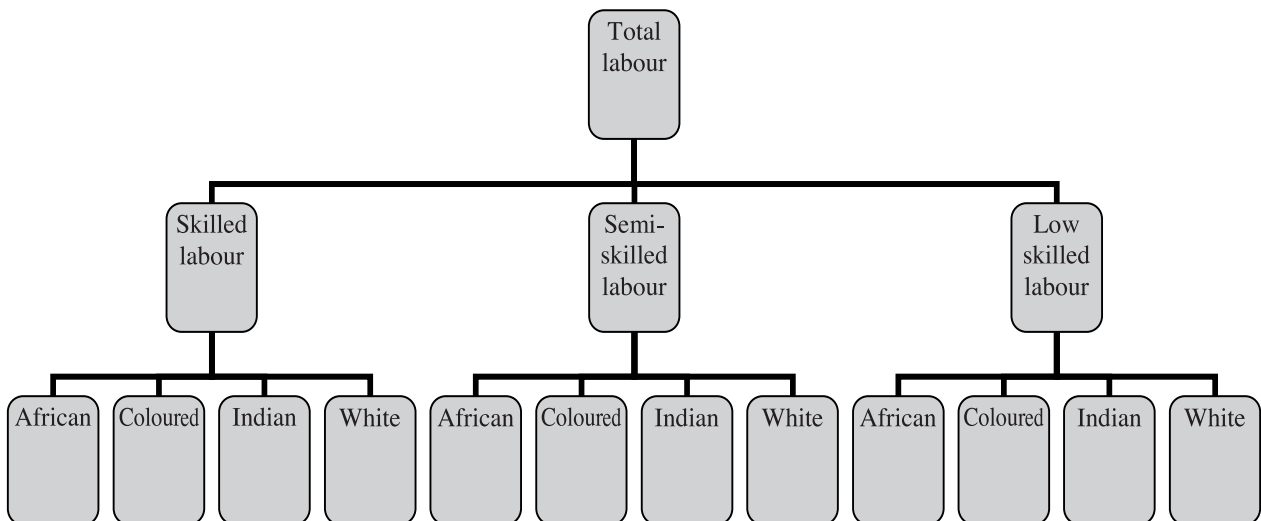 Total
labour
Skilled
labour
Semi-
skilled
labour
Low
skilled
labour
African
Coloured
Indian
White
African
Coloured
Indian
White
African
Coloured
Indian
White